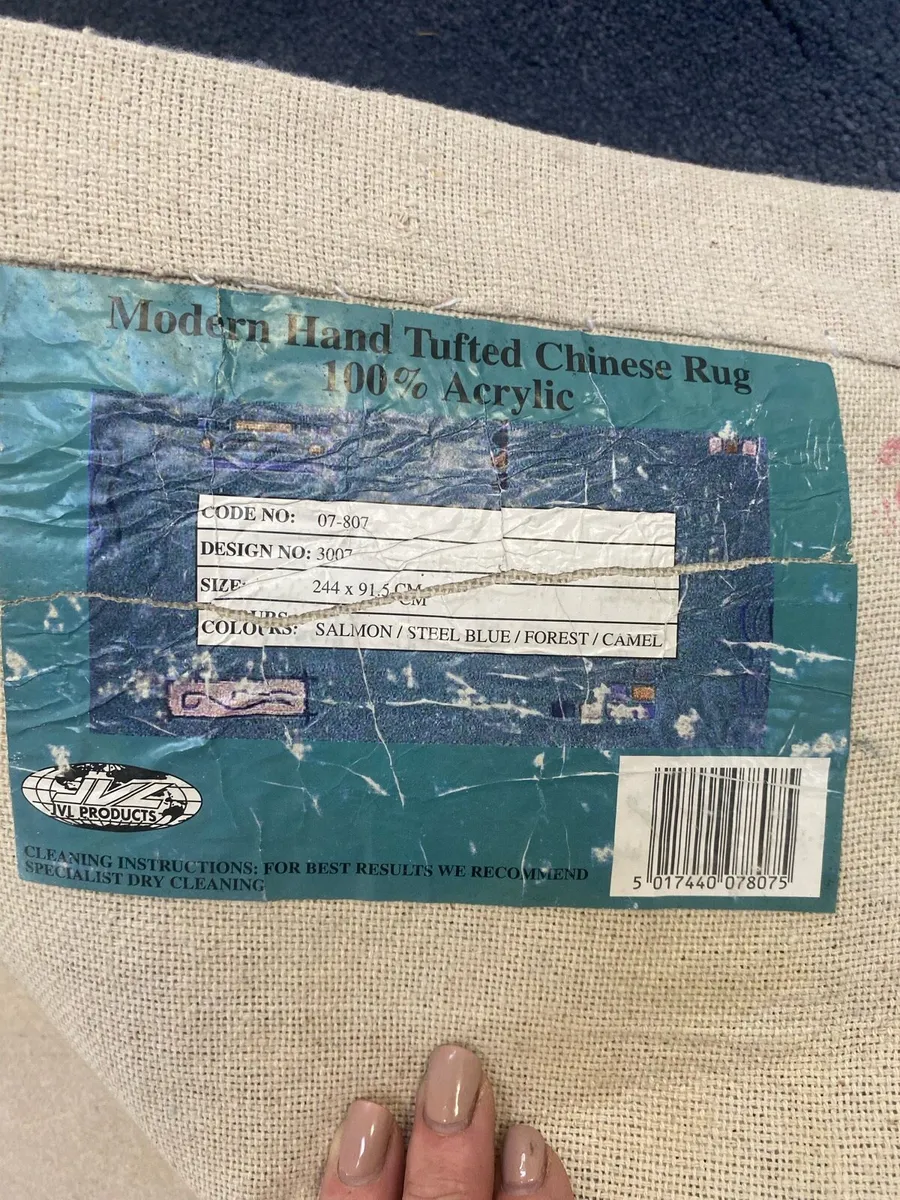 Modern Hand Tufted Chinese Rug
100% Acrylic
CODE NO: 07-807
DESIGN NO: 3007
SIZE: 244 x 91.5 CM
COLOURS: SALMON / STEEL BLUE / FOREST / CAMEL
JVL
JVL PRODUCTS
CLEANING INSTRUCTIONS: FOR BEST RESULTS WE RECOMMEND
SPECIALIST DRY CLEANING
5 017440 078075